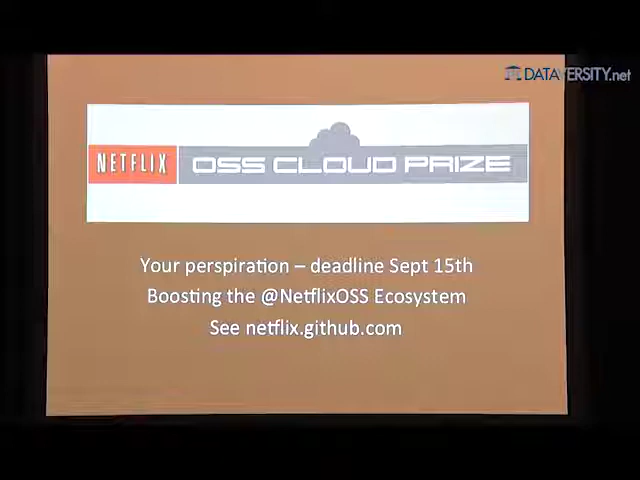 DATAVERSITY.net
NETFLIX OSS CLOUD PRIZE
Your perspiration – deadline Sept 15th
Boosting the @NetflixOSS Ecosystem
See netflix.github.com